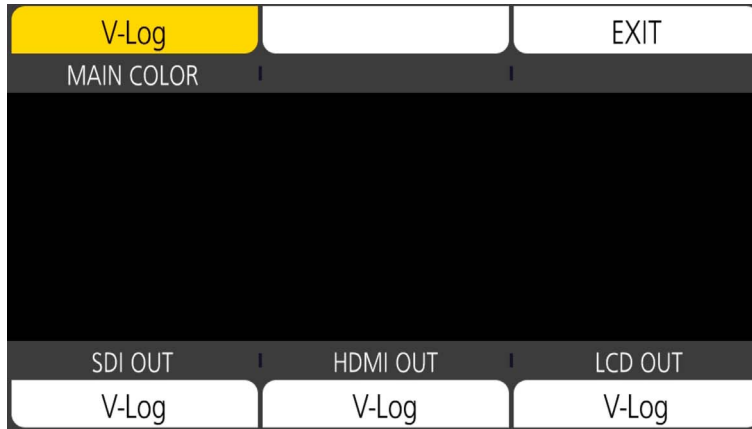 V-Log EXIT
MAIN COLOR
SDI OUT HDMI OUT LCD OUT
V-Log V-Log V-Log